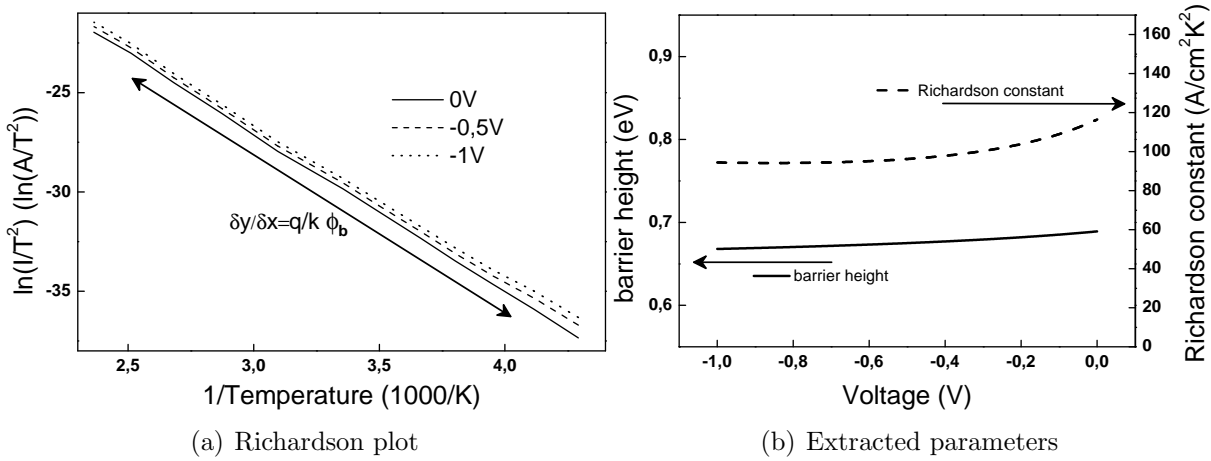 ln(I/T²) (ln(A/T²))
-25
-30
-35
0V
-0,5V
-1V
δy/δx=q/k ϕb
2,5
3,0
3,5
4,0
1/Temperature (1000/K)
(a) Richardson plot
barrier height (eV)
0,9
0,8
0,7
0,6
Richardson constant
barrier height
160
140
120
100
80
60
40
20
0
Richardson constant (A/cm²K²)
-1,0
-0,8
-0,6
-0,4
-0,2
0,0
Voltage (V)
(b) Extracted parameters